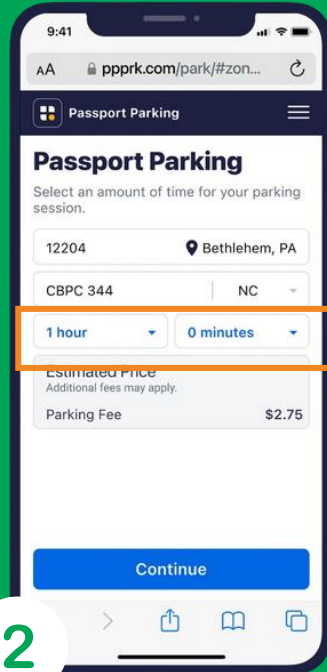 9:41
AA ppprk.com/park/#zon...
Passport Parking
Passport Parking
Select an amount of time for your parking
session.
12204 Bethlehem, PA
CBPC 344 NC
1 hour 0 minutes
Estimated Price
Additional fees may apply.
Parking Fee $2.75
Continue
2